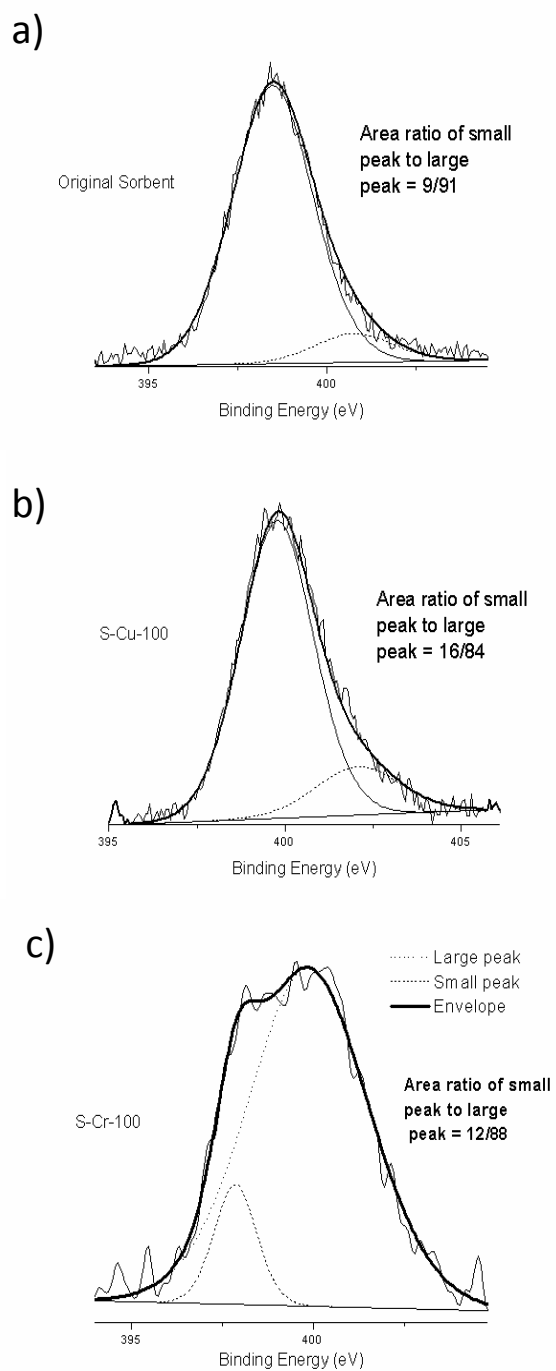 a)
Original Sorbent
Area ratio of small
peak to large
peak = 9/91
395
400
Binding Energy (eV)
b)
S-Cu-100
Area ratio of small
peak to large
peak = 16/84
395
400
405
Binding Energy (eV)
c)
Large peak
Small peak
Envelope
S-Cr-100
Area ratio of small
peak to large
peak = 12/88
395
400
Binding Energy (eV)